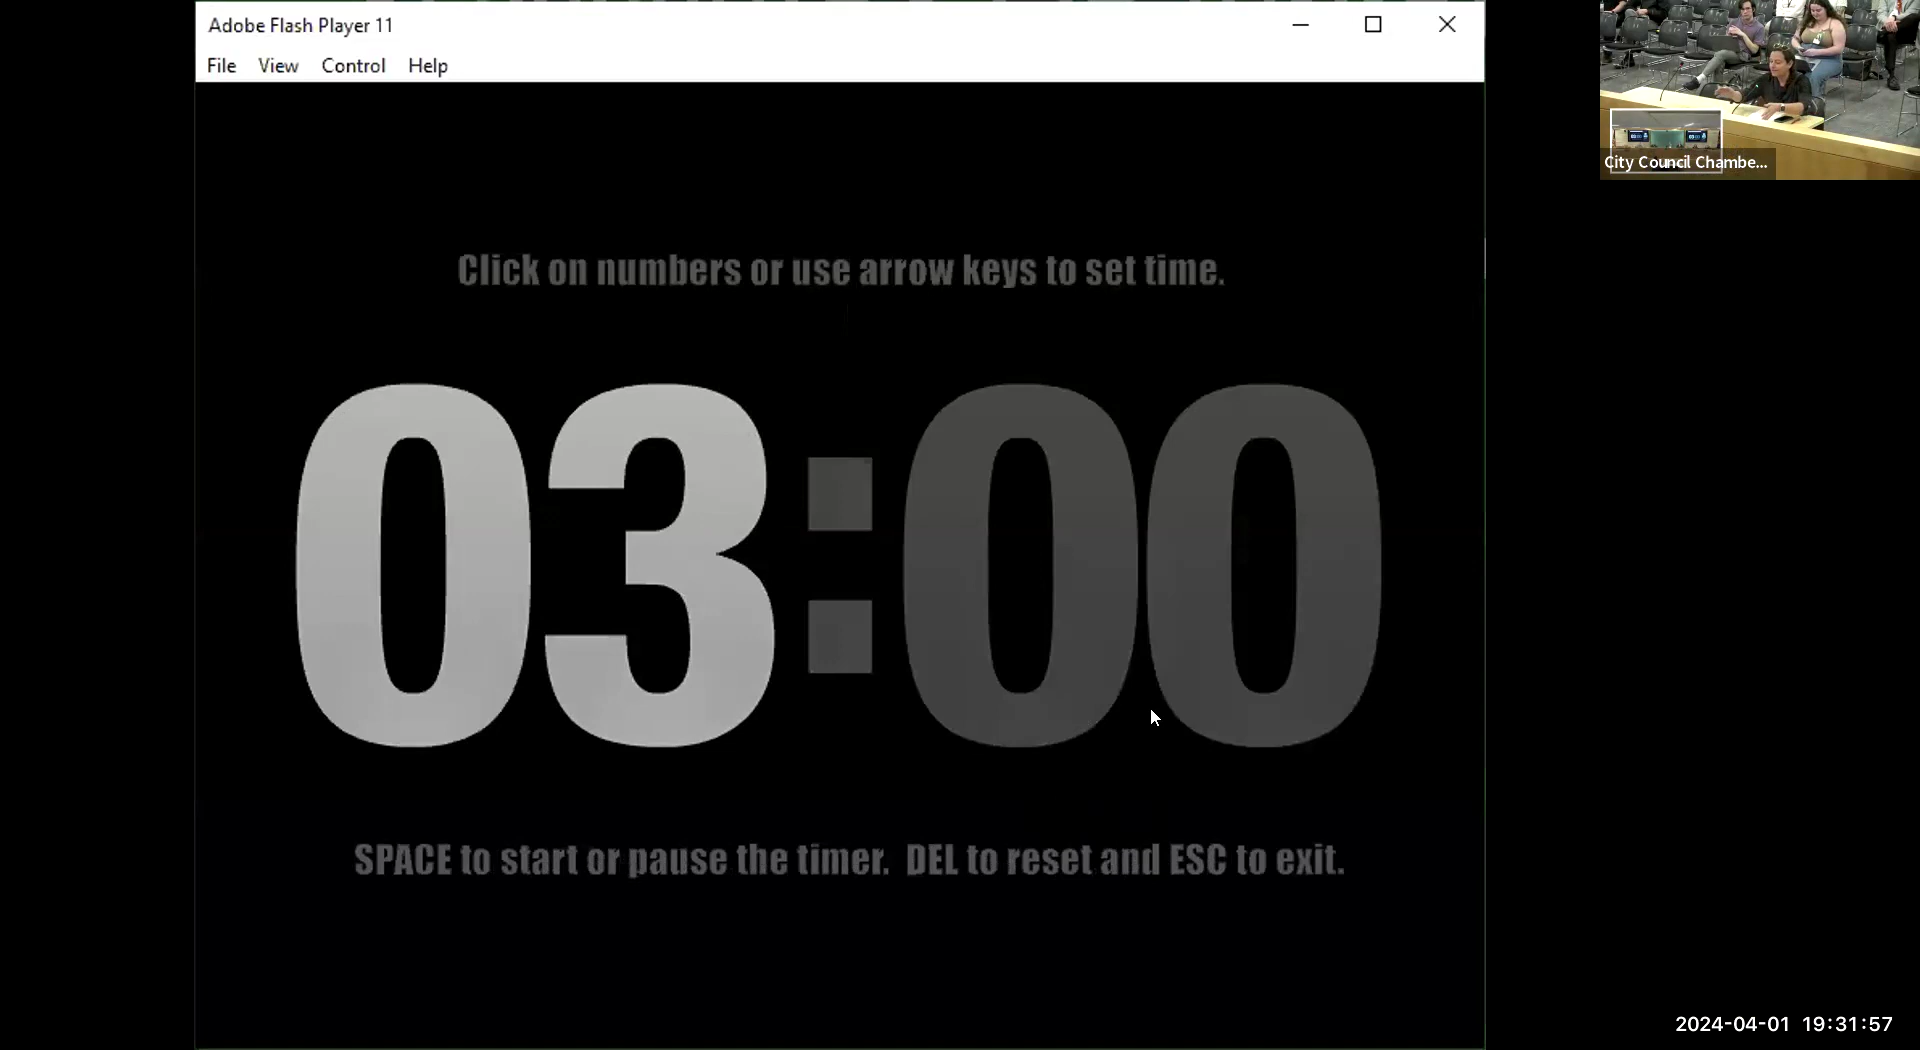 Adobe Flash Player 11
File View Control Help
Click on numbers or use arrow keys to set time.
03:00
SPACE to start or pause the timer. DEL to reset and ESC to exit.
City Council Chambe...
2024-04-01 19:31:57